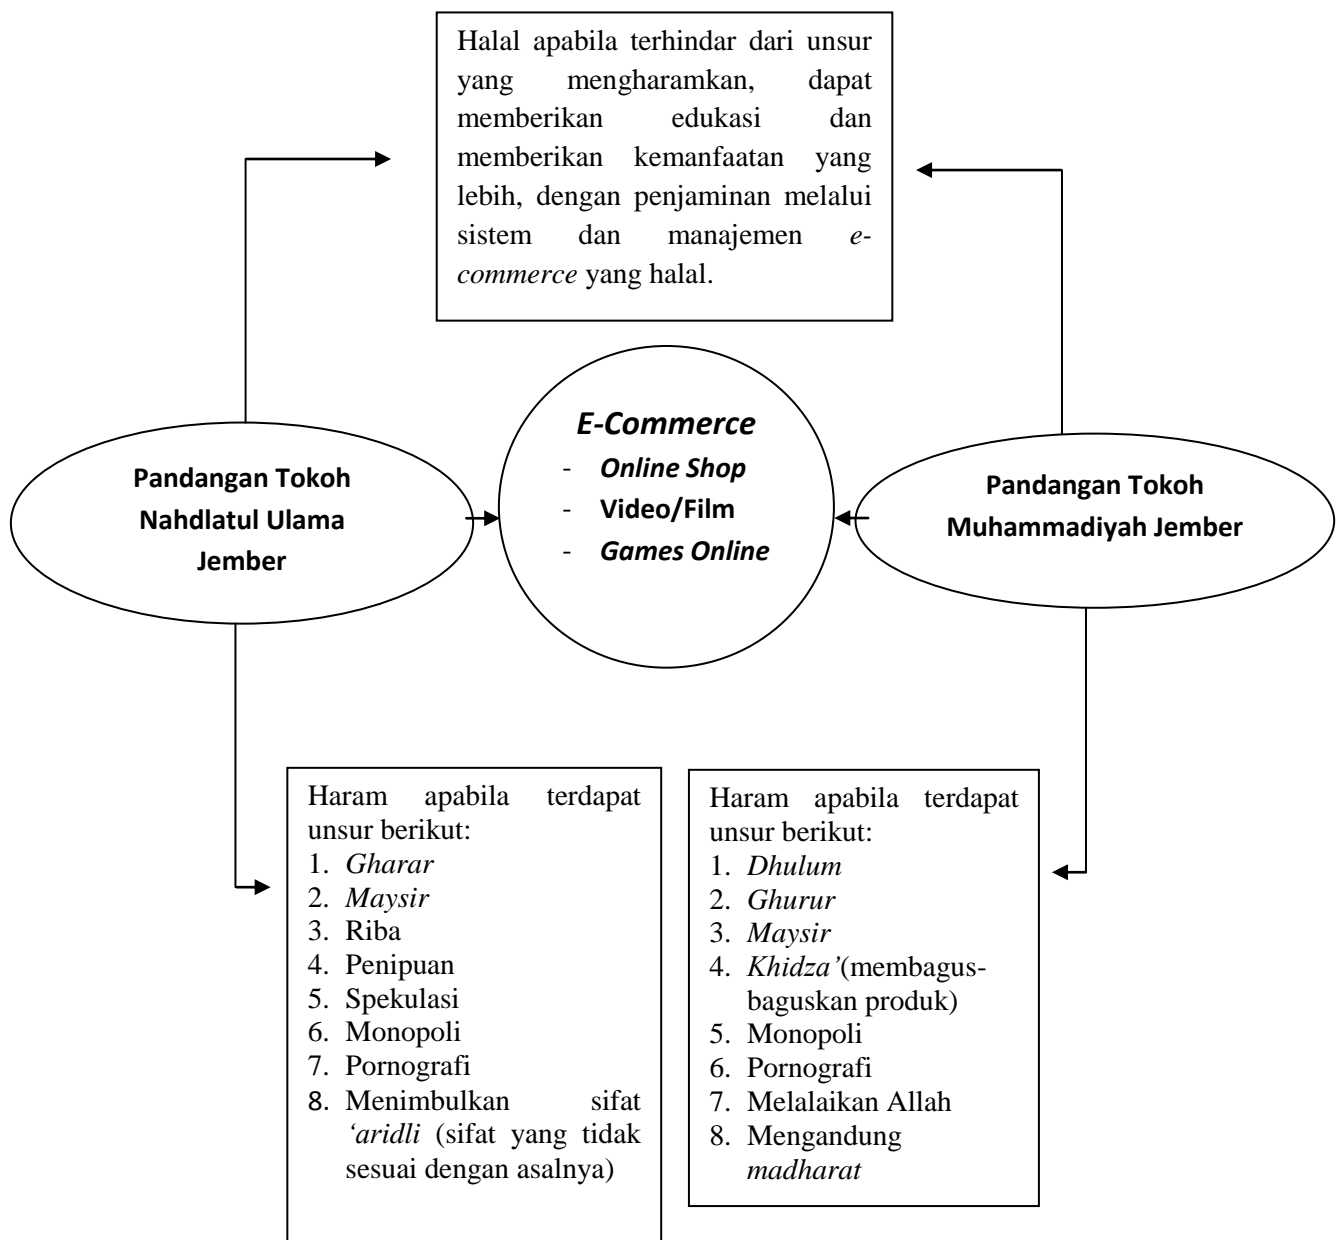 Halal apabila terhindar dari unsur
yang mengharamkan, dapat
memberikan edukasi dan
memberikan kemanfaatan yang
lebih, dengan penjaminan melalui
sistem dan manajemen e-
commerce yang halal.
Pandangan Tokoh
Nahdlatul Ulama
Jember
E-Commerce
- Online Shop
- Video/Film
- Games Online
Pandangan Tokoh
Muhammadiyah Jember
Haram apabila terdapat
unsur berikut:
1. Gharar
2. Maysir
3. Riba
4. Penipuan
5. Spekulasi
6. Monopoli
7. Pornografi
8. Menimbulkan sifat
‘aridli (sifat yang tidak
sesuai dengan asalnya)
Haram apabila terdapat
unsur berikut:
1. Dhulum
2. Ghurur
3. Maysir
4. Khidza’(membagus-
baguskan produk)
5. Monopoli
6. Pornografi
7. Melalaikan Allah
8. Mengandung
madharat